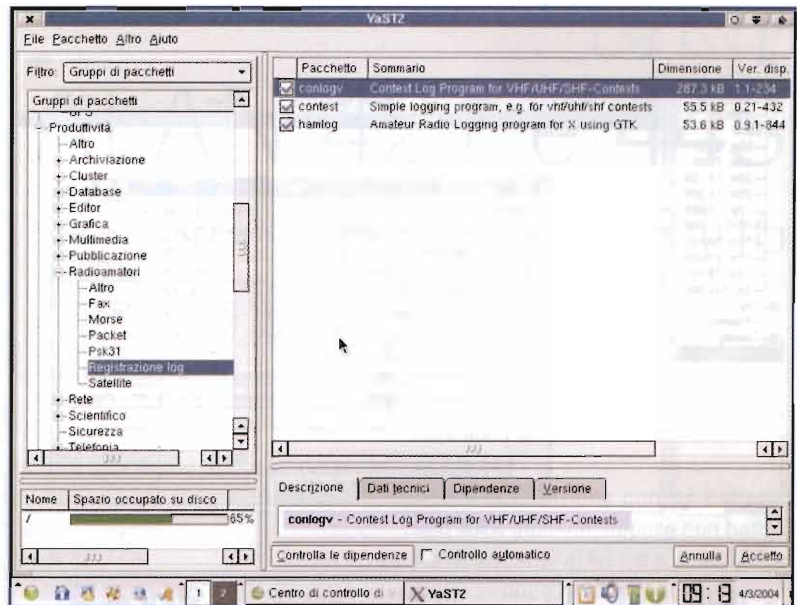 YaST2
File Pacchetto Altro Aiuto
Filtro: Gruppi di pacchetti
Gruppi di pacchetti
Produttività
Altro
Archiviazione
Cluster
Database
Editor
Grafica
Multimedia
Pubblicazione
Radioamatori
Altro
Fax
Morse
Packet
Psk31
Registrazione log
Satellite
Rete
Scientifico
Sicurezza
Telefonia
Nome Spazio occupato su disco
/ 65%
Pacchetto Sommario Dimensione Ver. disp.
conlogv Contest Log Program for VHF/UHF/SHF-Contests 267.3 kB 1.1-234
contest Simple logging program, e.g. for vhf/uhf/shf contests 55.5 kB 0.21-432
hamlog Amateur Radio Logging program for X using GTK 53.6 kB 0.9.1-844
Descrizione Dati tecnici Dipendenze Versione
conlogv - Contest Log Program for VHF/UHF/SHF-Contests
Controlla le dipendenze Controllo automatico Annulla Accetto
1 2 Centro di controllo di YaST2 4/3/2004